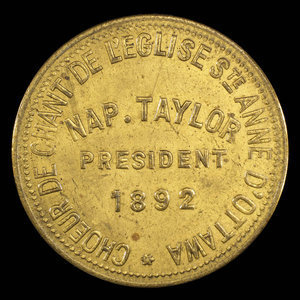 CHOEUR DE CHANT DE L'EGLISE STE ANNE D'OTTAWA
NAP. TAYLOR
PRESIDENT
1892